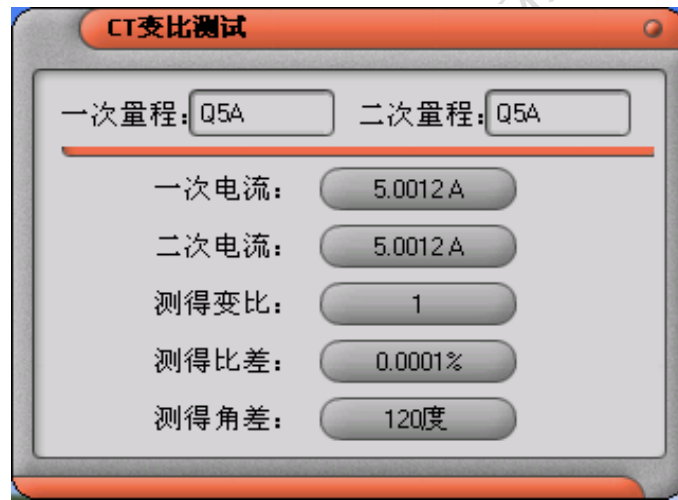 CT变比测试
一次量程: Q5A 二次量程: Q5A
一次电流: 5.0012A
二次电流: 5.0012A
测得变比: 1
测得比差: 0.0001%
测得角差: 120度